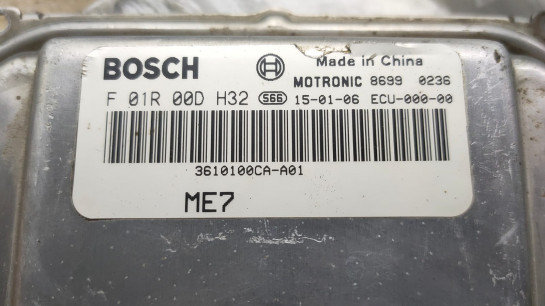 BOSCH Made in China
MOTRONIC 8699 0236
F 01R 00D H32 S66 15-01-06 ECU-000-00
3610100CA-A01
ME7